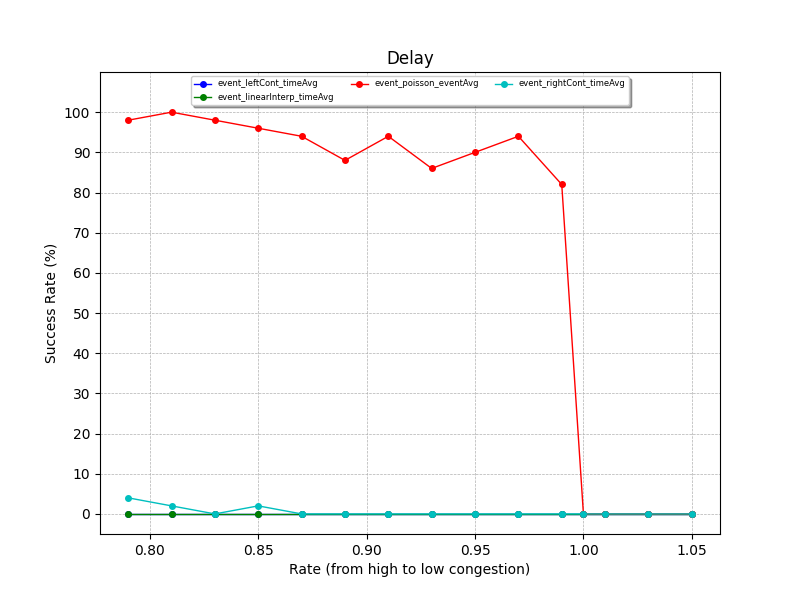 Delay
event_leftCont_timeAvg
event_linearInterp_timeAvg
event_poisson_eventAvg
event_rightCont_timeAvg
Success Rate (%)
100
90
80
70
60
50
40
30
20
10
0
0.80 0.85 0.90 0.95 1.00 1.05
Rate (from high to low congestion)